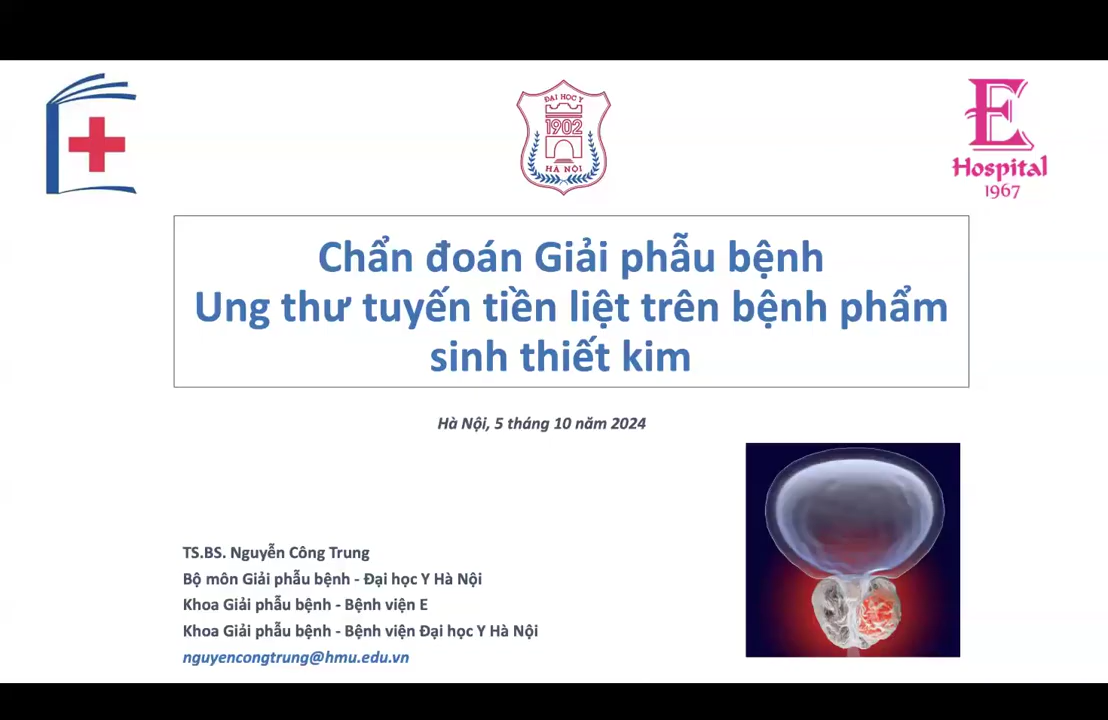 ĐẠI HỌC Y
1902
HÀ NỘI
E
Hospital
1967
Chẩn đoán Giải phẫu bệnh
Ung thư tuyến tiền liệt trên bệnh phẩm
sinh thiết kim
Hà Nội, 5 tháng 10 năm 2024
TS.BS. Nguyễn Công Trung
Bộ môn Giải phẫu bệnh - Đại học Y Hà Nội
Khoa Giải phẫu bệnh - Bệnh viện E
Khoa Giải phẫu bệnh - Bệnh viện Đại học Y Hà Nội
nguyencongtrung@hmu.edu.vn